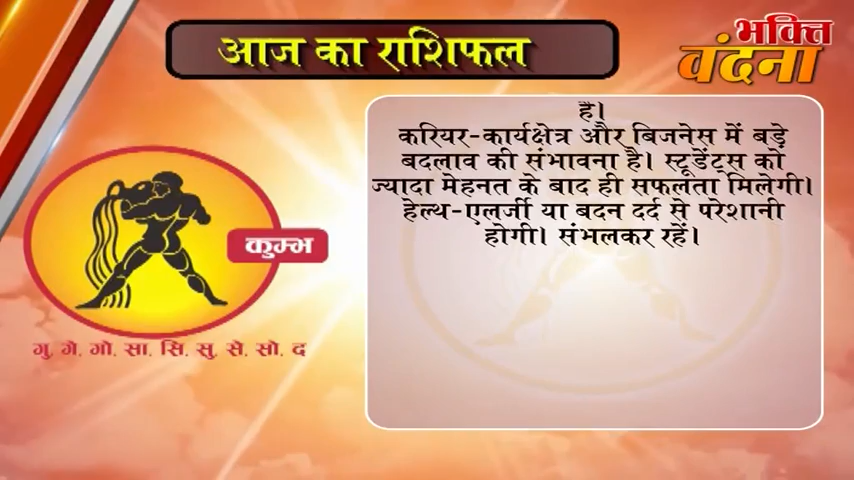 आज का राशिफल
भक्ति
वंदना
है।
करियर-कार्यक्षेत्र और बिजनेस में बड़े
बदलाव की संभावना है। स्टूडेंट्स को
ज्यादा मेहनत के बाद ही सफलता मिलेगी।
हेल्थ-एलर्जी या बदन दर्द से परेशानी
होगी। संभलकर रहें।
कुम्भ
गु, गे, गो, सा, सि, सु, से, सो, द